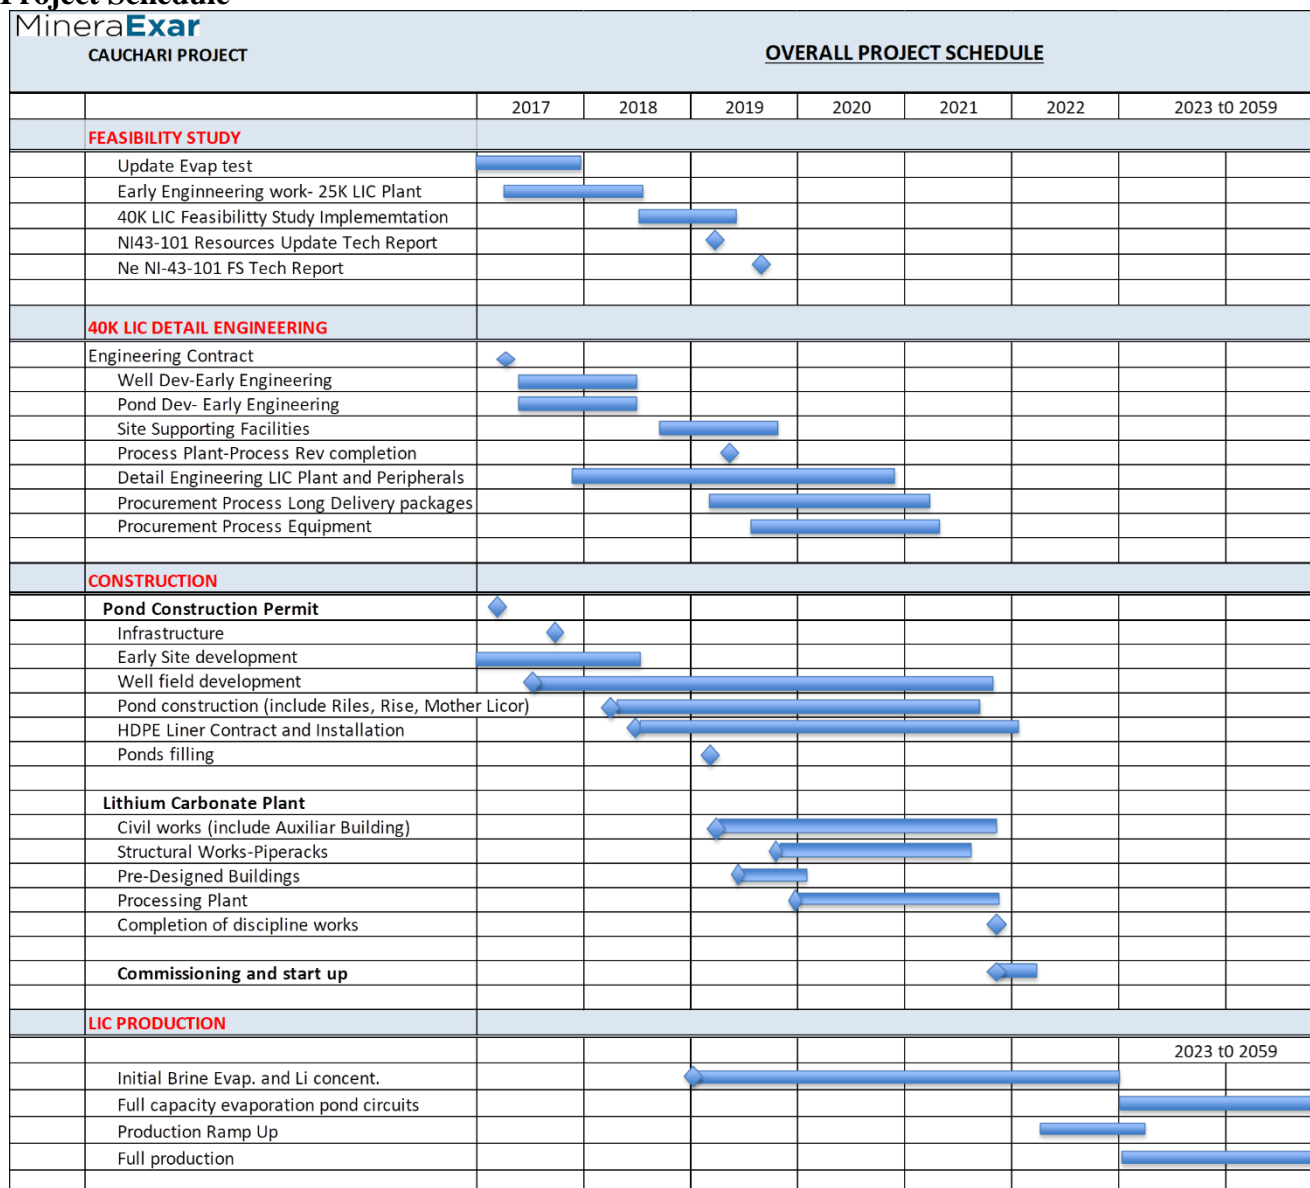 Project Schedule
MineraExar
CAUCHARI PROJECT
OVERALL PROJECT SCHEDULE
2017 2018 2019 2020 2021 2022 2023 to 2059
FEASIBILITY STUDY
Update Evap test
Early Enginneering work- 25K LIC Plant
40K LIC Feasibilitty Study Implememtation
NI43-101 Resources Update Tech Report
Ne NI-43-101 FS Tech Report
40K LIC DETAIL ENGINEERING
Engineering Contract
Well Dev-Early Engineering
Pond Dev- Early Engineering
Site Supporting Facilities
Process Plant-Process Rev completion
Detail Engineering LIC Plant and Peripherals
Procurement Process Long Delivery packages
Procurement Process Equipment
CONSTRUCTION
Pond Construction Permit
Infrastructure
Early Site development
Well field development
Pond construction (include Riles, Rise, Mother Licor)
HDPE Liner Contract and Installation
Ponds filling
Lithium Carbonate Plant
Civil works (include Auxiliar Building)
Structural Works-Piperacks
Pre-Designed Buildings
Processing Plant
Completion of discipline works
Commissioning and start up
LIC PRODUCTION
2023 t0 2059
Initial Brine Evap. and Li concent.
Full capacity evaporation pond circuits
Production Ramp Up
Full production